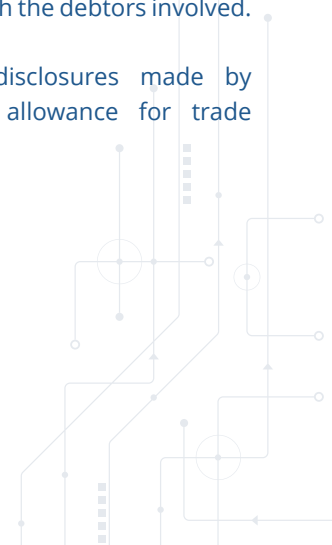 h the debtors involved.
disclosures made by
allowance for trade